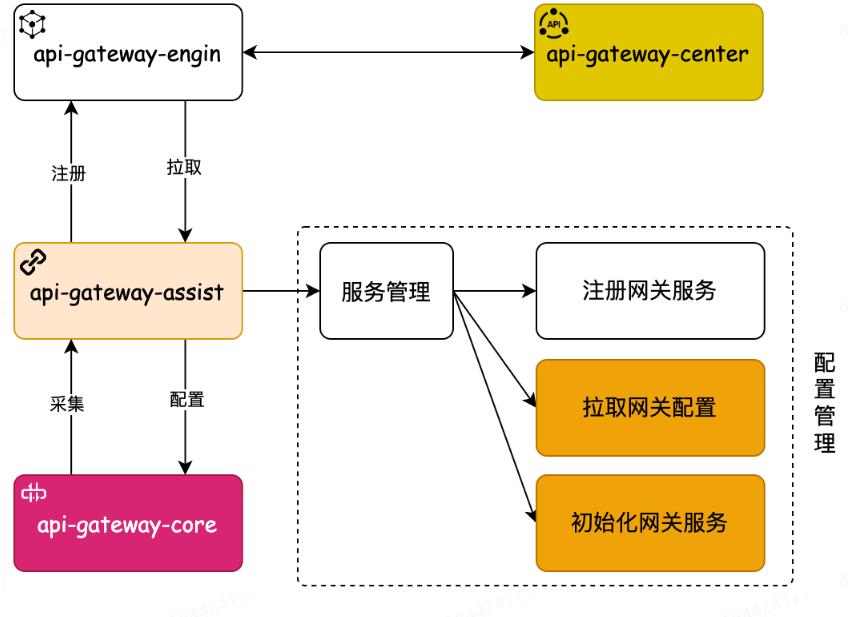 API
api-gateway-engin
api-gateway-center
注册
拉取
api-gateway-assist
服务管理
注册网关服务
采集
配置
拉取网关配置
配置管理
api-gateway-core
初始化网关服务